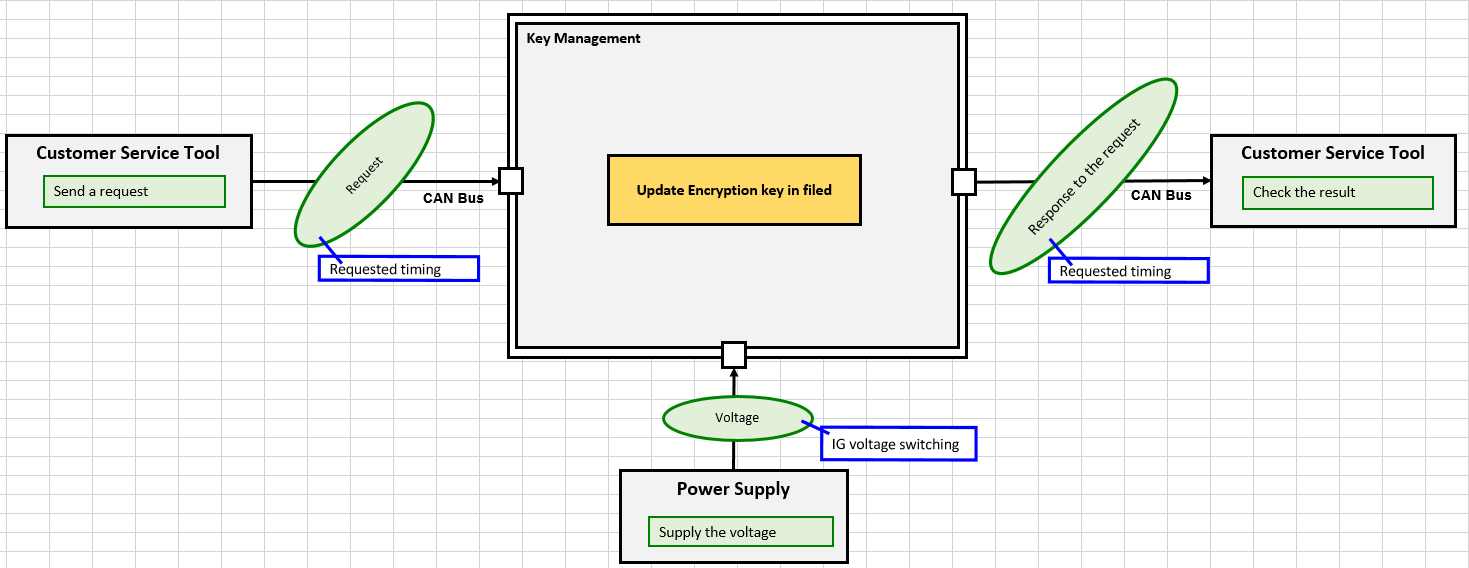 Key Management
Customer Service Tool
Send a request
Request
CAN Bus
Requested timing
Update Encryption key in filed
Response to the request
CAN Bus
Requested timing
Customer Service Tool
Check the result
Voltage
IG voltage switching
Power Supply
Supply the voltage